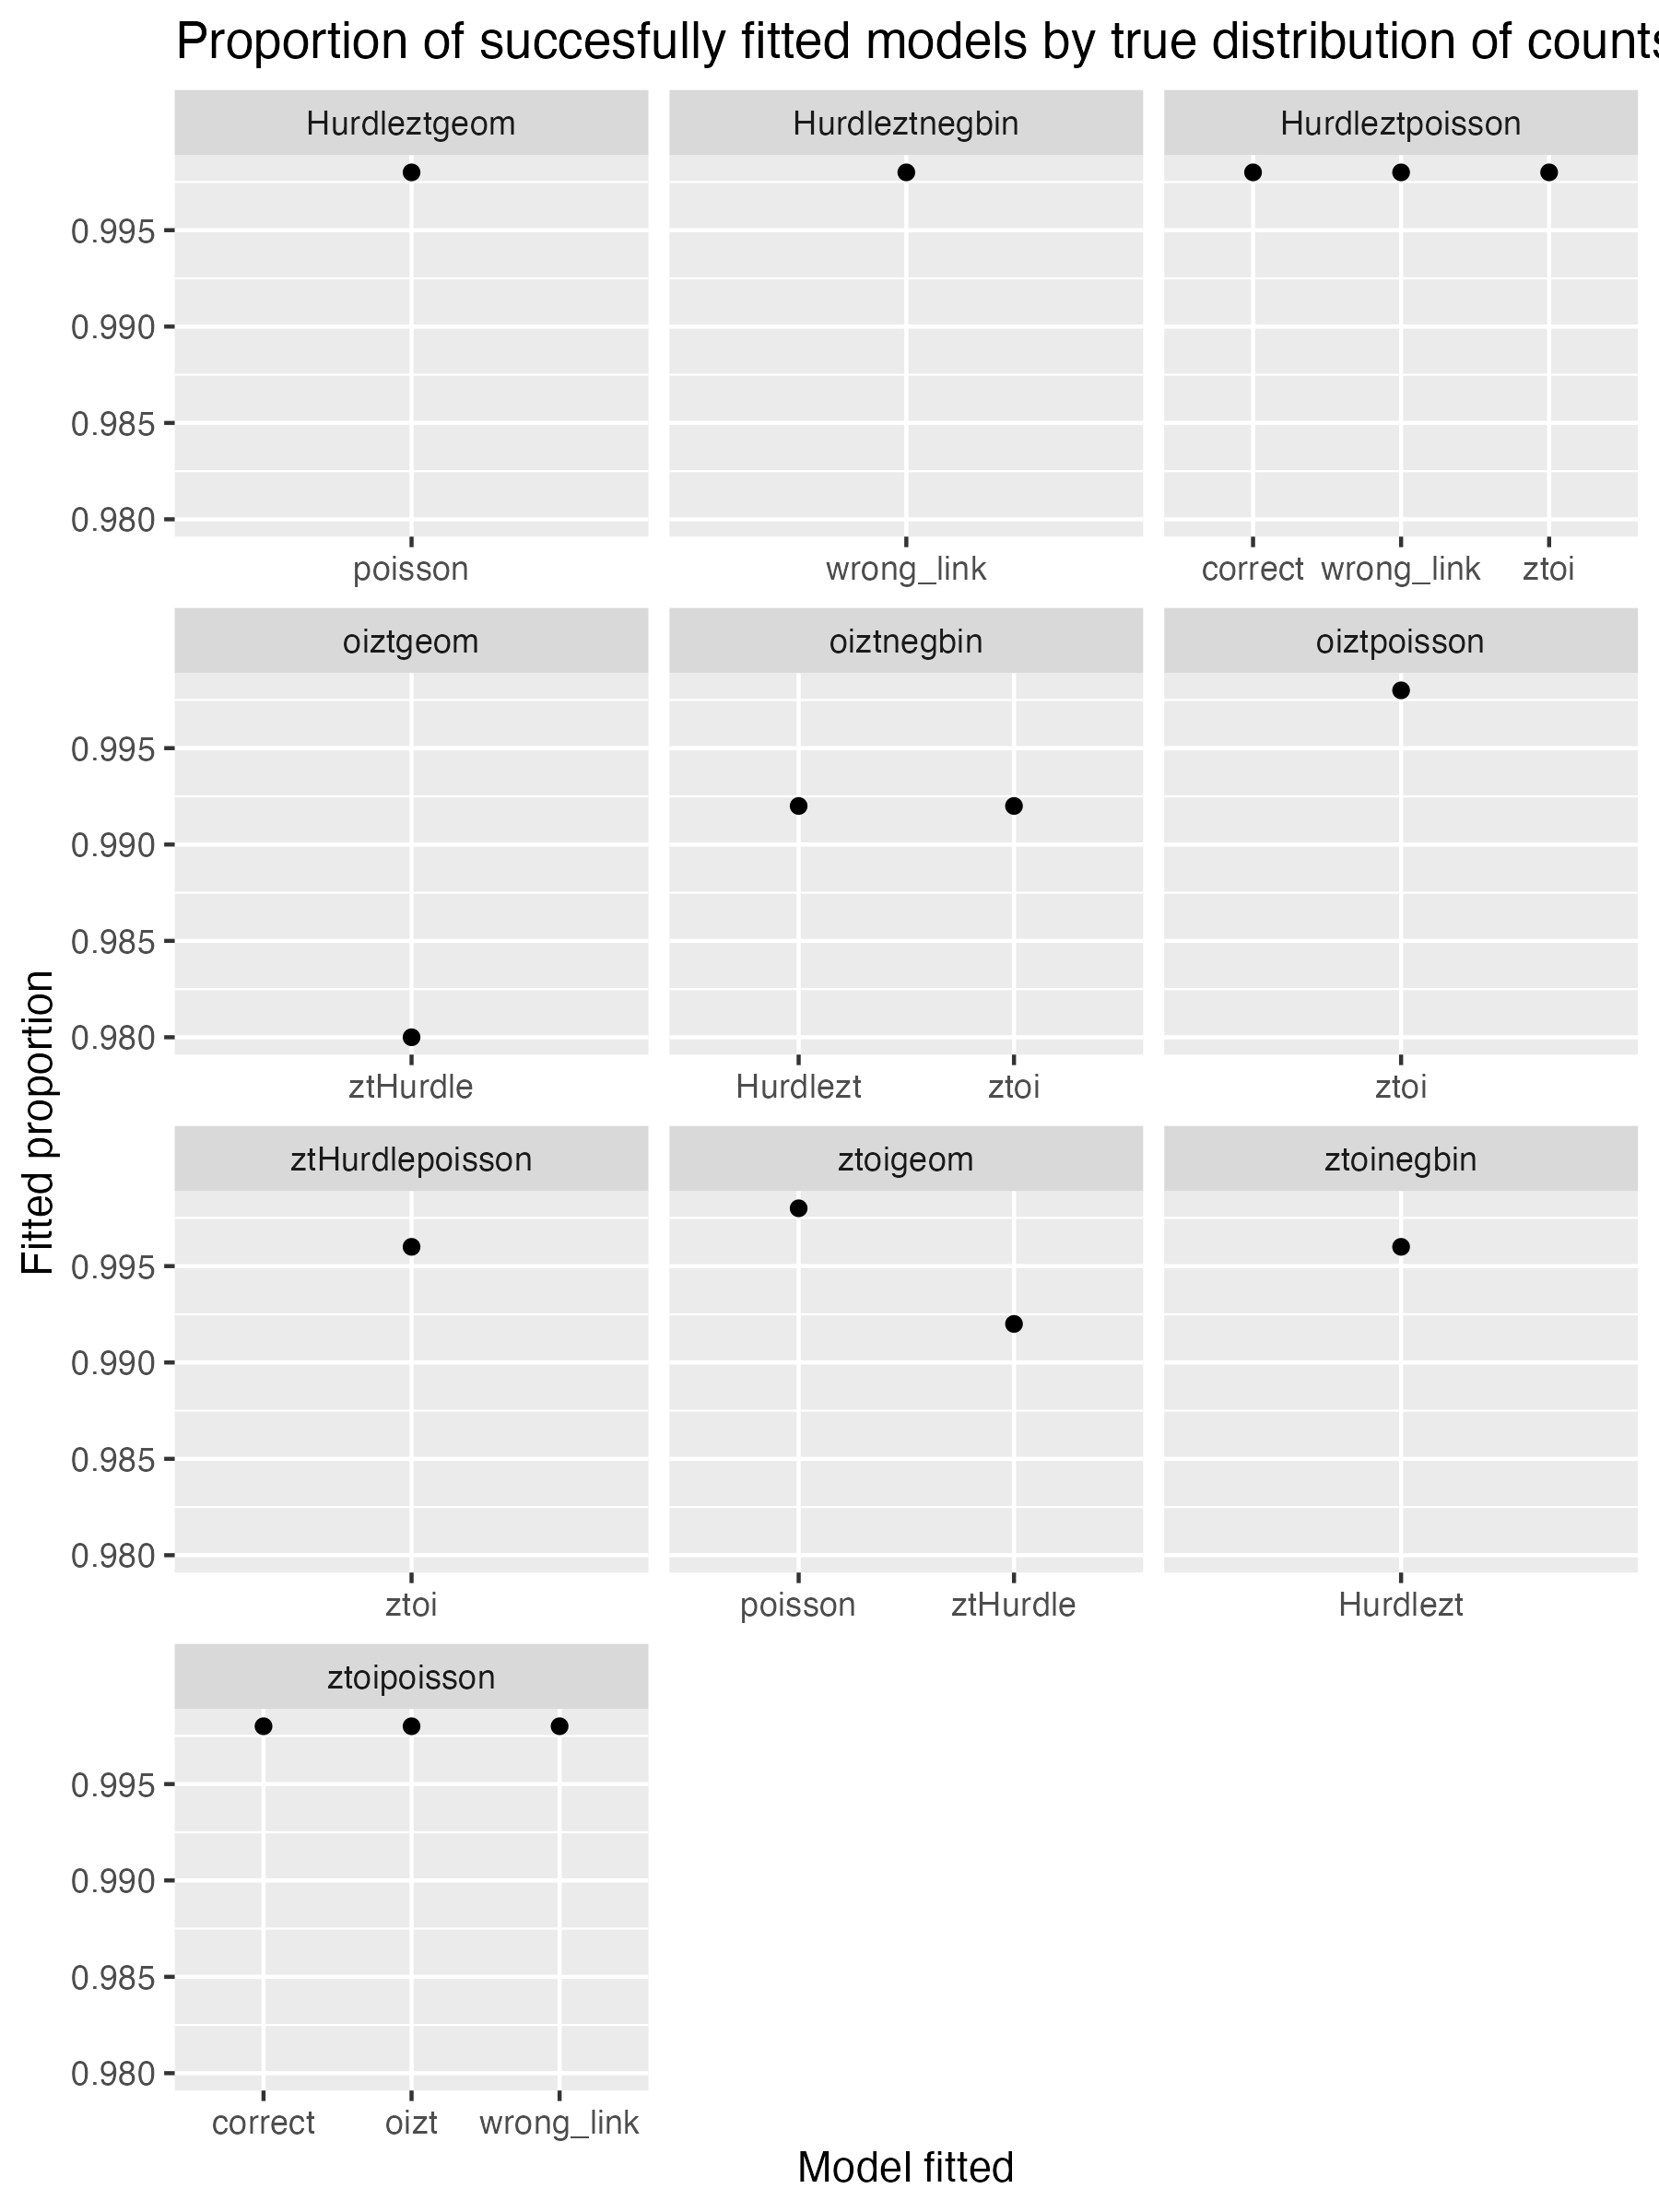 Proportion of succesfully fitted models by true distribution of counts
Hurdleztgeom Hurdleztnegbin Hurdleztpoisson
0.995
0.990
0.985
0.980
poisson wrong_link correct wrong_link ztoi
oiztgeom oiztnegbin oiztpoisson
0.995
0.990
0.985
0.980
ztHurdle Hurdlezt ztoi ztoi
Fitted proportion
ztHurdlepoisson ztoigeom ztoinegbin
0.995
0.990
0.985
0.980
ztoi poisson ztHurdle Hurdlezt
ztoipoisson
0.995
0.990
0.985
0.980
correct oizt wrong_link
Model fitted